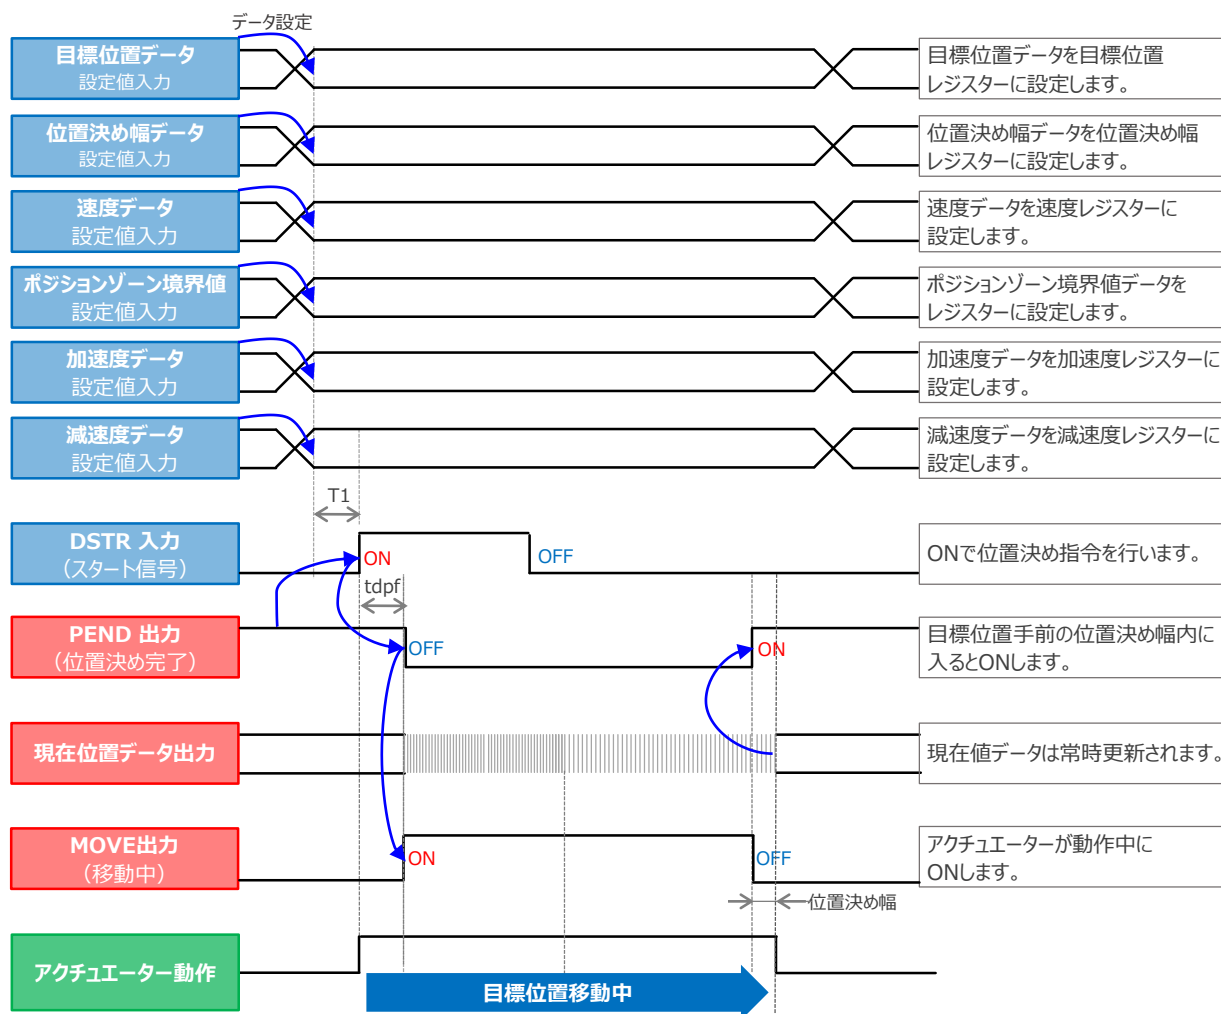 データ設定
目標位置データ
設定値入力
目標位置データを目標位置
レジスターに設定します。
位置決め幅データ
設定値入力
位置決め幅データを位置決め幅
レジスターに設定します。
速度データ
設定値入力
速度データを速度レジスターに
設定します。
ポジションゾーン境界値
設定値入力
ポジションゾーン境界値データを
レジスターに設定します。
加速度データ
設定値入力
加速度データを加速度レジスターに
設定します。
減速度データ
設定値入力
減速度データを減速度レジスターに
設定します。
T1
DSTR 入力
（スタート信号）
ON
OFF
ONで位置決め指令を行います。
tdpf
PEND 出力
（位置決め完了）
OFF
ON
目標位置手前の位置決め幅内に
入るとONします。
現在位置データ出力
現在値データは常時更新されます。
MOVE出力
（移動中）
ON
OFF
アクチュエーターが動作中に
ONします。
位置決め幅
アクチュエーター動作
目標位置移動中